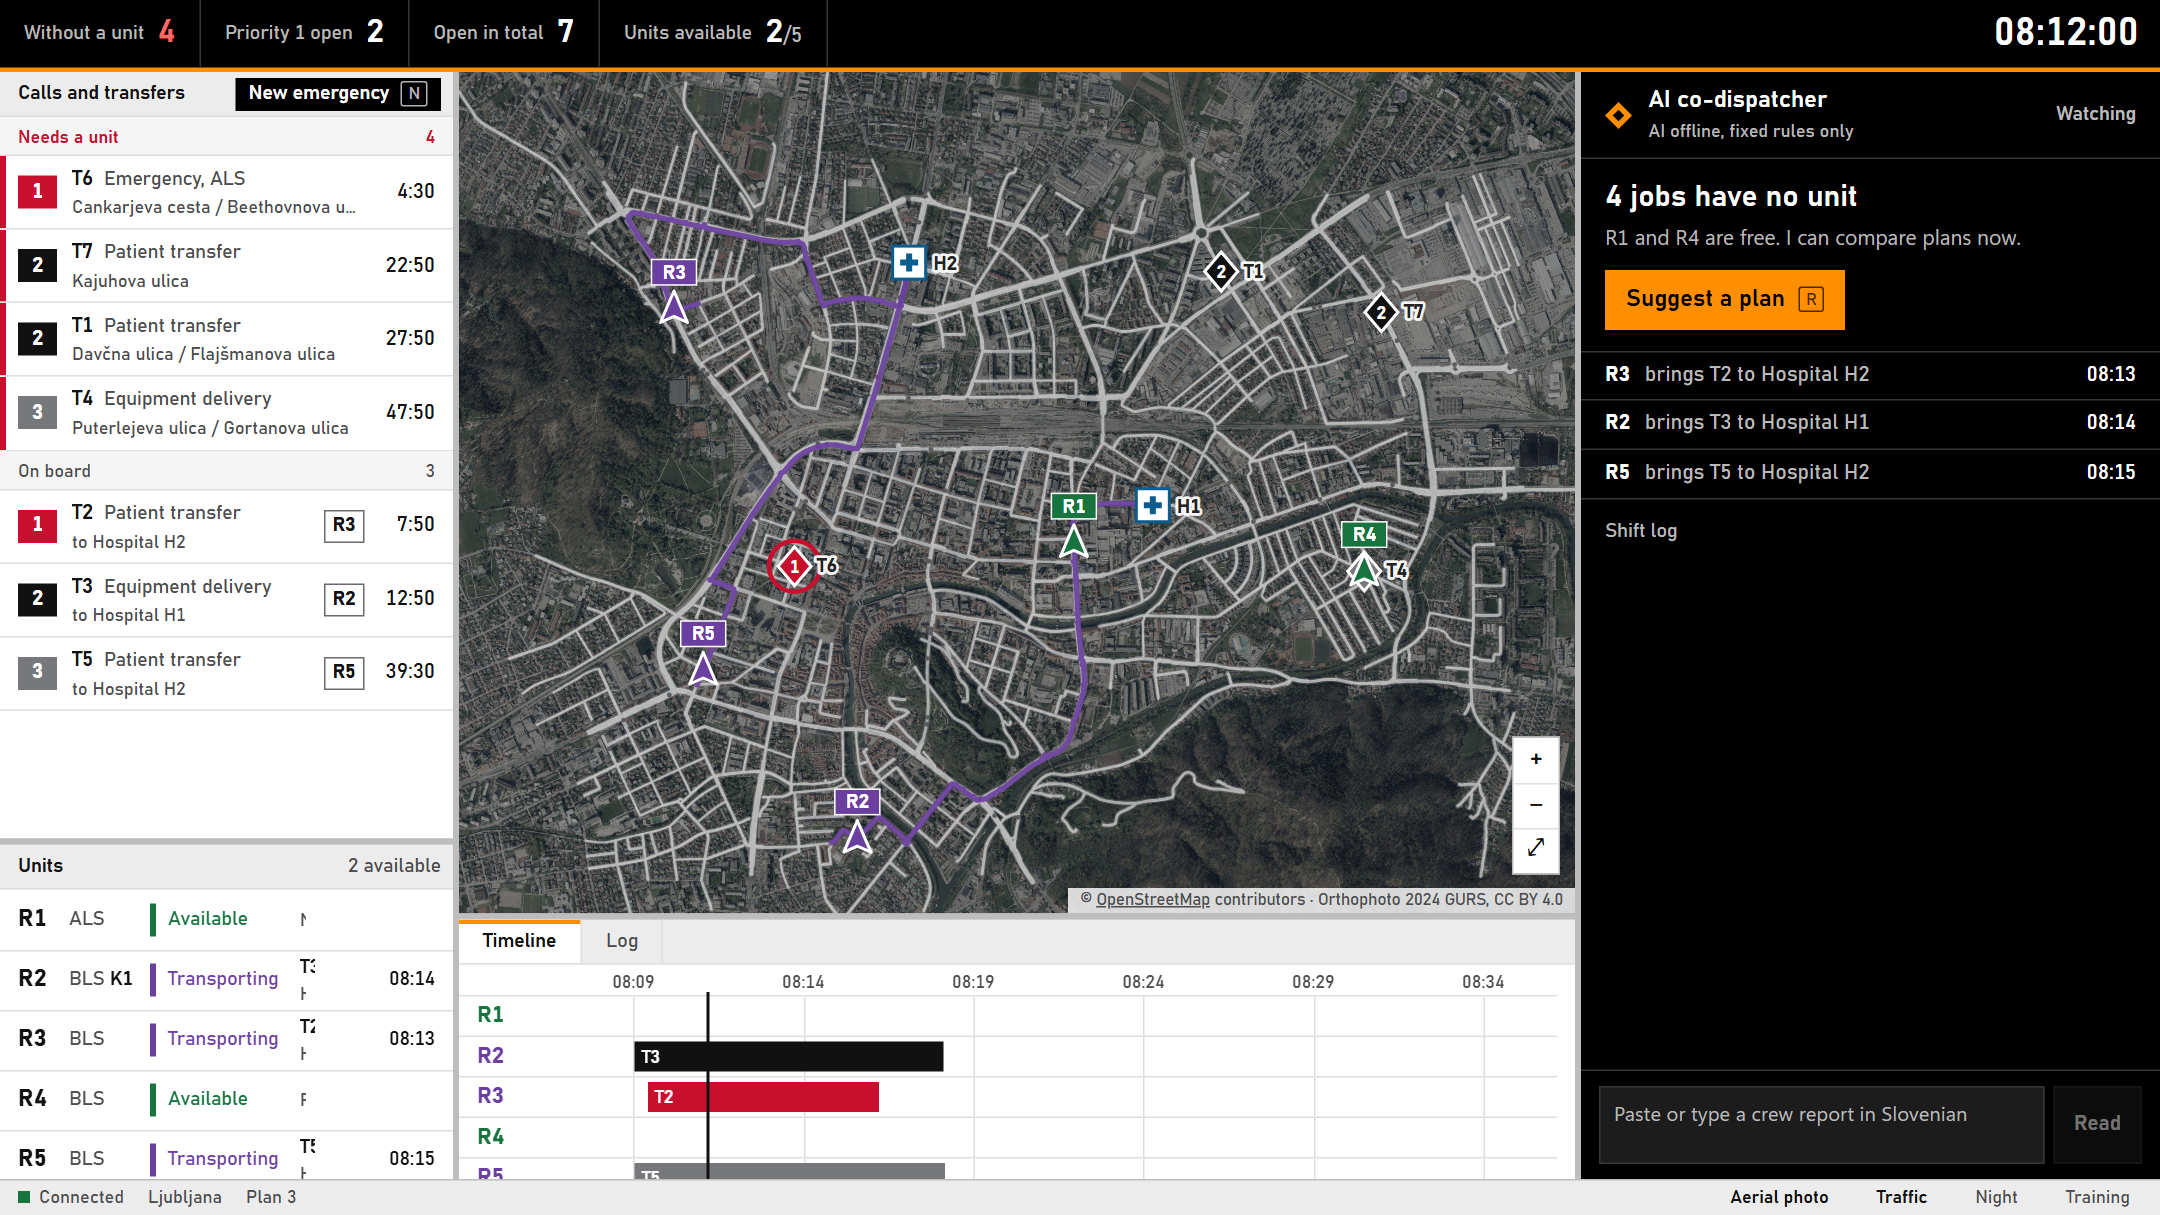 Without a unit 4
Priority 1 open 2
Open in total 7
Units available 2/5
08:12:00
Calls and transfers
New emergency N
Needs a unit 4
1 T6 Emergency, ALS 4:30
Cankarjeva cesta / Beethovnova u...
2 T7 Patient transfer 22:50
Kajuhova ulica
2 T1 Patient transfer 27:50
Davčna ulica / Flajšmanova ulica
3 T4 Equipment delivery 47:50
Puterlejeva ulica / Gortanova ulica
On board 3
1 T2 Patient transfer R3 7:50
to Hospital H2
2 T3 Equipment delivery R2 12:50
to Hospital H1
3 T5 Patient transfer R5 39:30
to Hospital H2
Units 2 available
R1 ALS Available
R2 BLS K1 Transporting T3 08:14
R3 BLS Transporting T2 08:13
R4 BLS Available
R5 BLS Transporting T5 08:15
R3
H2
2 T1
2 T7
R1
H1
R4
T4
1 T6
R5
R2
+
−
© OpenStreetMap contributors · Orthophoto 2024 GURS, CC BY 4.0
Timeline
Log
08:09 08:14 08:19 08:24 08:29 08:34
R1
R2 T3
R3 T2
R4
R5 T5
AI co-dispatcher
AI offline, fixed rules only
Watching
4 jobs have no unit
R1 and R4 are free. I can compare plans now.
Suggest a plan R
R3 brings T2 to Hospital H2 08:13
R2 brings T3 to Hospital H1 08:14
R5 brings T5 to Hospital H2 08:15
Shift log
Paste or type a crew report in Slovenian
Read
Connected Ljubljana Plan 3
Aerial photo Traffic Night Training